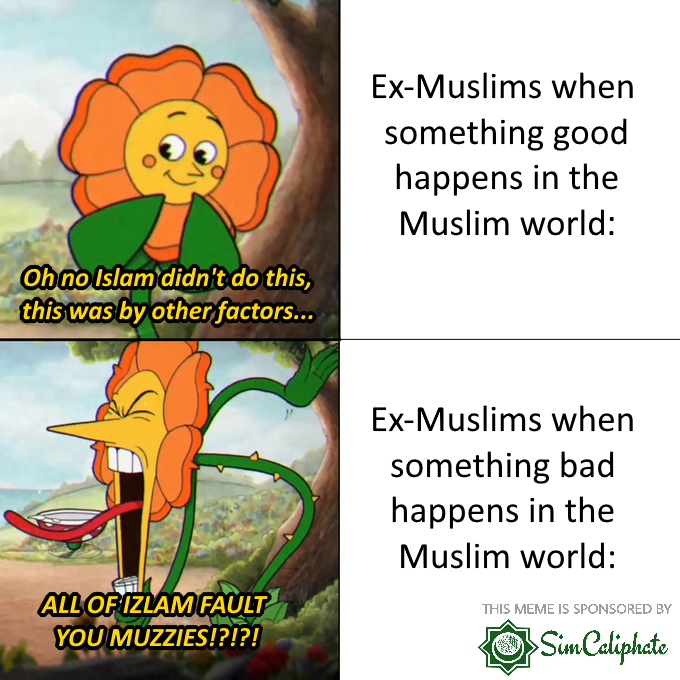 Ex-Muslims when
something good
happens in the
Muslim world:
Oh no Islam didn't do this,
this was by other factors...
Ex-Muslims when
something bad
happens in the
Muslim world:
ALL OF IZLAM FAULT
YOU MUZZIES!?!?!
THIS MEME IS SPONSORED BY
SimCaliphate